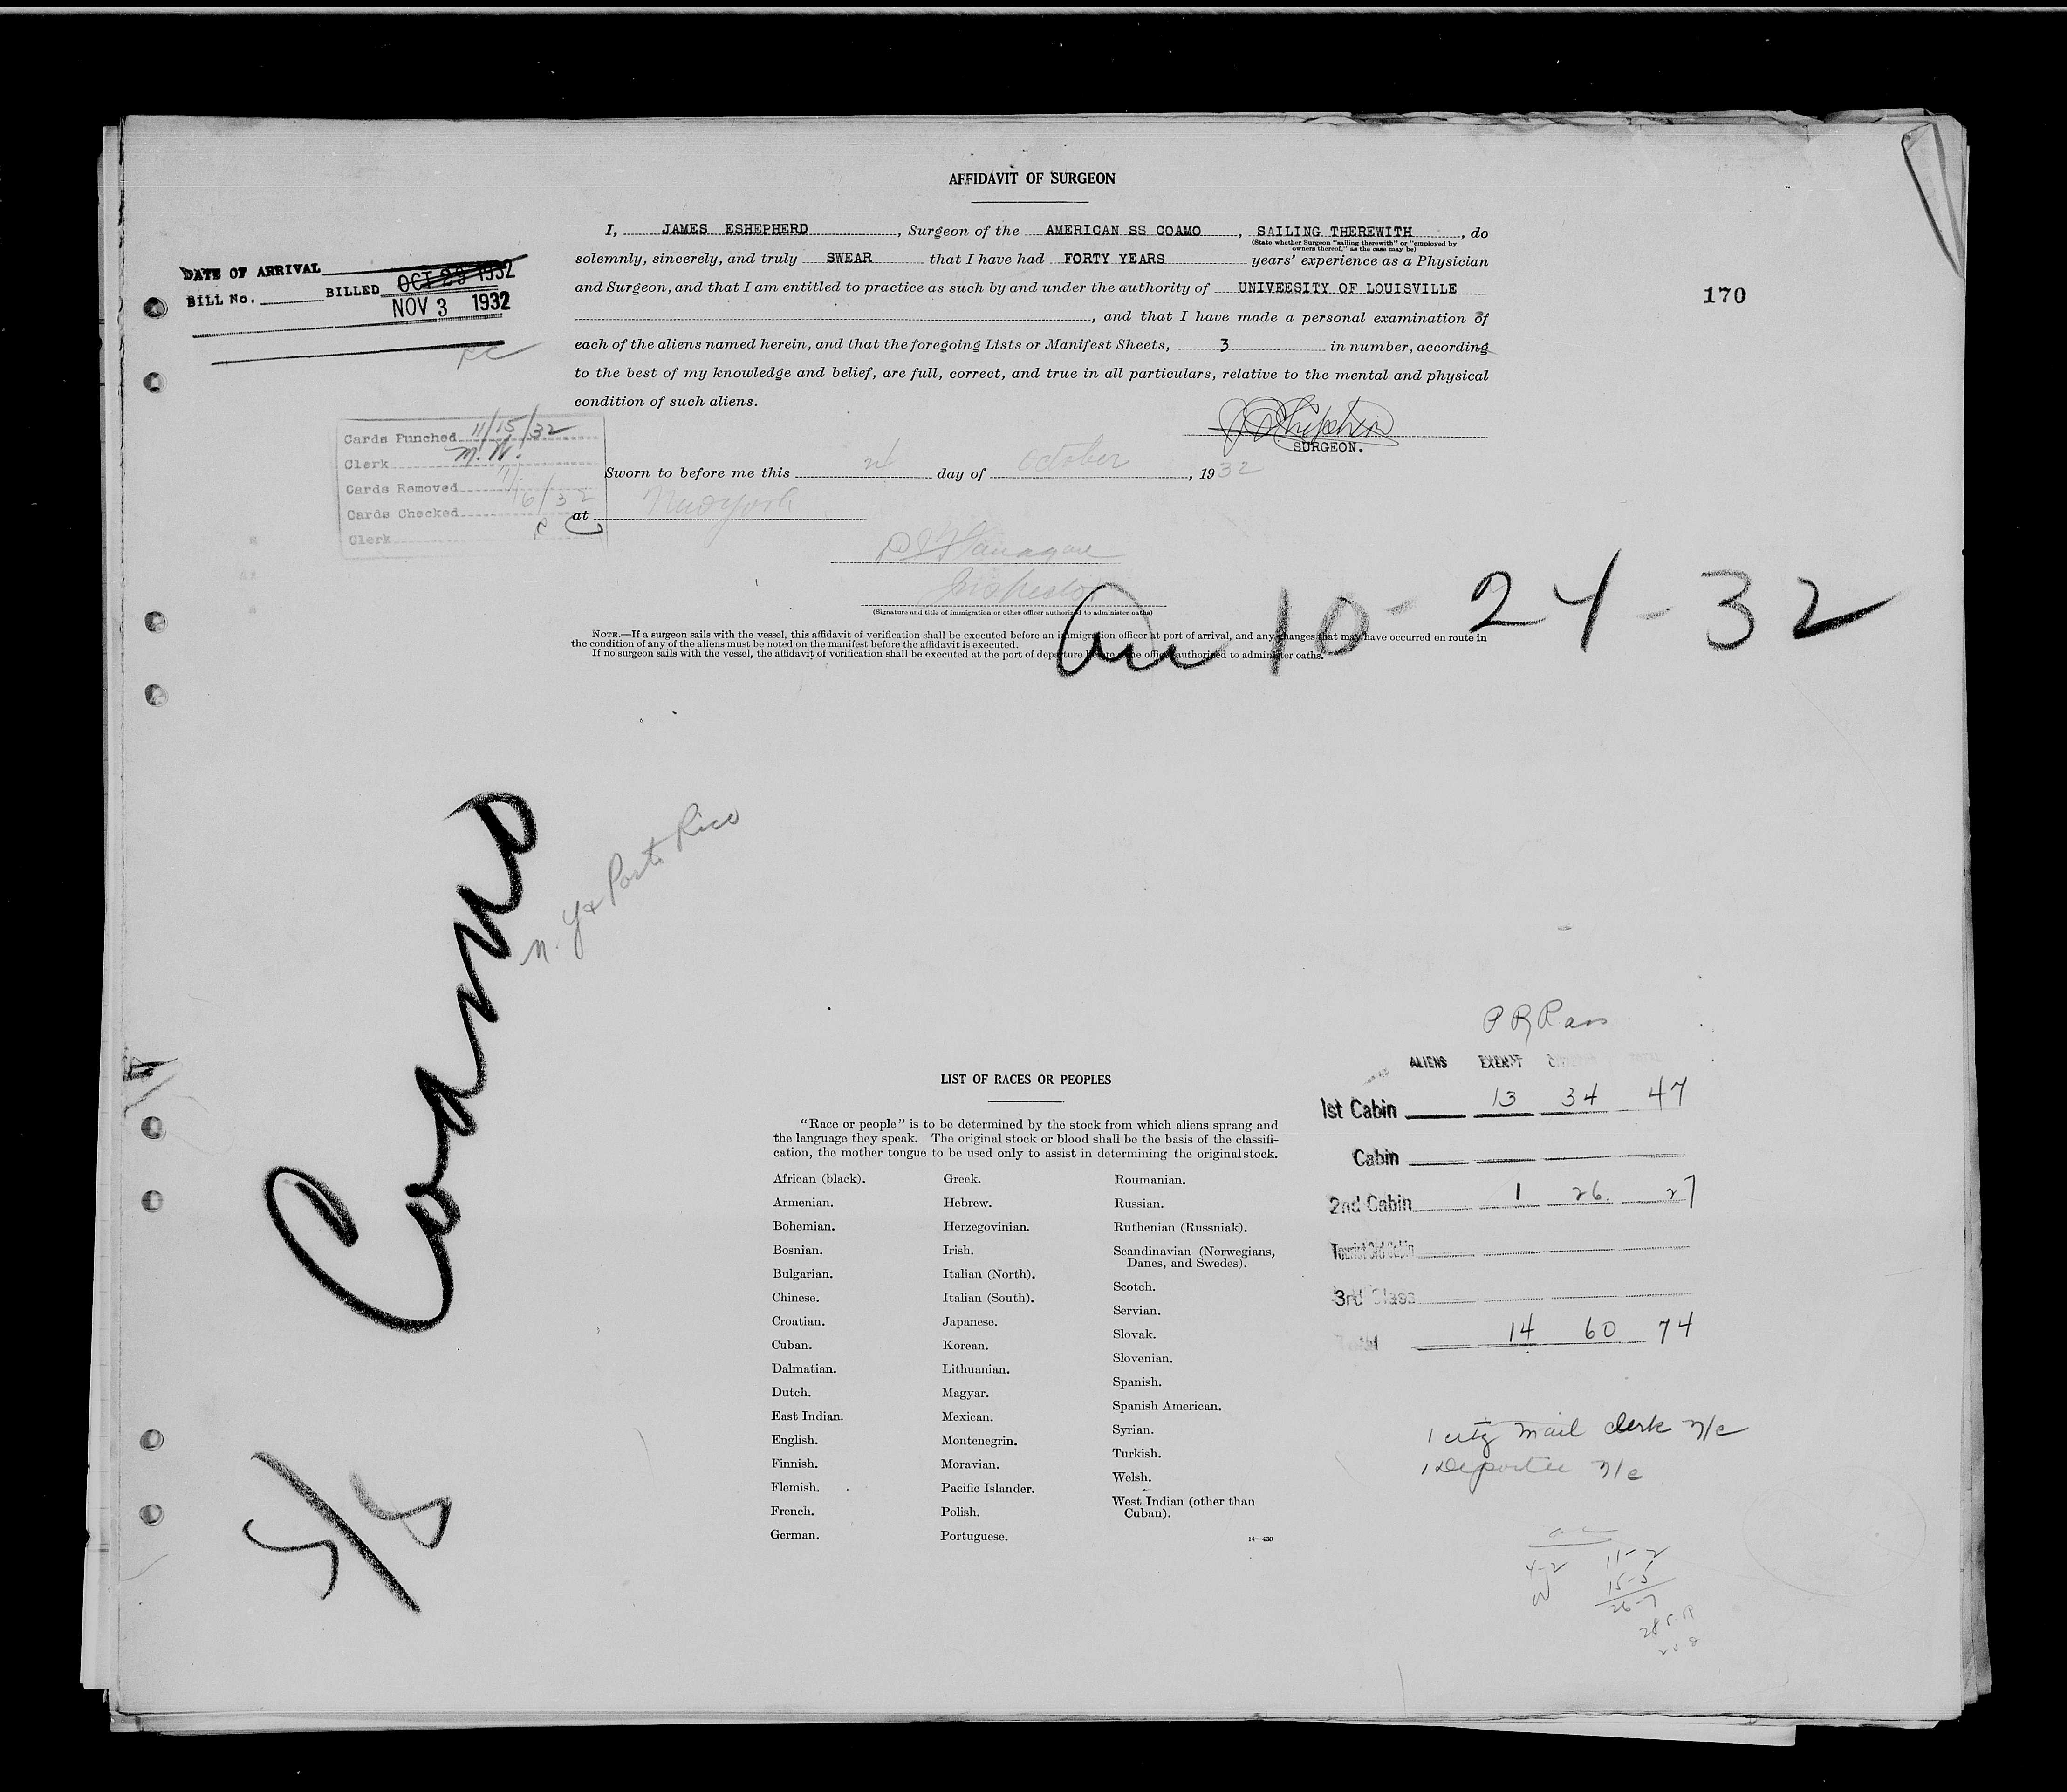 AFFIDAVIT OF SURGEON
I, JAMES ESHEPHERD, Surgeon of the AMERICAN SS COAMO, SAILING THEREWITH, do
(State whether Surgeon "sailing therewith" or "employed by
owners thereof," as the case may be)
solemnly, sincerely, and truly SWEAR that I have had FORTY YEARS years' experience as a Physician
and Surgeon, and that I am entitled to practice as such by and under the authority of UNIVEESITY OF LOUISVILLE
, and that I have made a personal examination of
each of the aliens named herein, and that the foregoing Lists or Manifest Sheets, 3 in number, according
to the best of my knowledge and belief, are full, correct, and true in all particulars, relative to the mental and physical
condition of such aliens.
SURGEON.
Sworn to before me this 24 day of October, 1932
at New York
Inspector
(Signature and title of immigration or other officer authorized to administer oaths)
NOTE.—If a surgeon sails with the vessel, this affidavit of verification shall be executed before an immigration officer at port of arrival, and any changes that may have occurred en route in
the condition of any of the aliens must be noted on the manifest before the affidavit is executed.
If no surgeon sails with the vessel, the affidavit of verification shall be executed at the port of departure before some officer authorized to administer oaths.
DATE OF ARRIVAL
BILL No. BILLED OCT 29 1932
NOV 3 1932
170
Cards Punched 11/15/32
Clerk M. W.
Cards Removed
Cards Checked
Clerk
10-24-32
Coamo
N. Y & Porto Rico
S/S
LIST OF RACES OR PEOPLES
"Race or people" is to be determined by the stock from which aliens sprang and
the language they speak. The original stock or blood shall be the basis of the classifi-
cation, the mother tongue to be used only to assist in determining the original stock.
African (black).
Armenian.
Bohemian.
Bosnian.
Bulgarian.
Chinese.
Croatian.
Cuban.
Dalmatian.
Dutch.
East Indian.
English.
Finnish.
Flemish.
French.
German.
Greek.
Hebrew.
Herzegovinian.
Irish.
Italian (North).
Italian (South).
Japanese.
Korean.
Lithuanian.
Magyar.
Mexican.
Montenegrin.
Moravian.
Pacific Islander.
Polish.
Portuguese.
Roumanian.
Russian.
Ruthenian (Russniak).
Scandinavian (Norwegians,
Danes, and Swedes).
Scotch.
Servian.
Slovak.
Slovenian.
Spanish.
Spanish American.
Syrian.
Turkish.
Welsh.
West Indian (other than
Cuban).
P R Pass
ALIENS EXEMPT
1st Cabin 13 34 47
Cabin
2nd Cabin 1 26 27
3rd Class
Total 14 60 74
1 mail clerk n/c
1 Deportee n/c
4-2 11-2
15-5
26-7